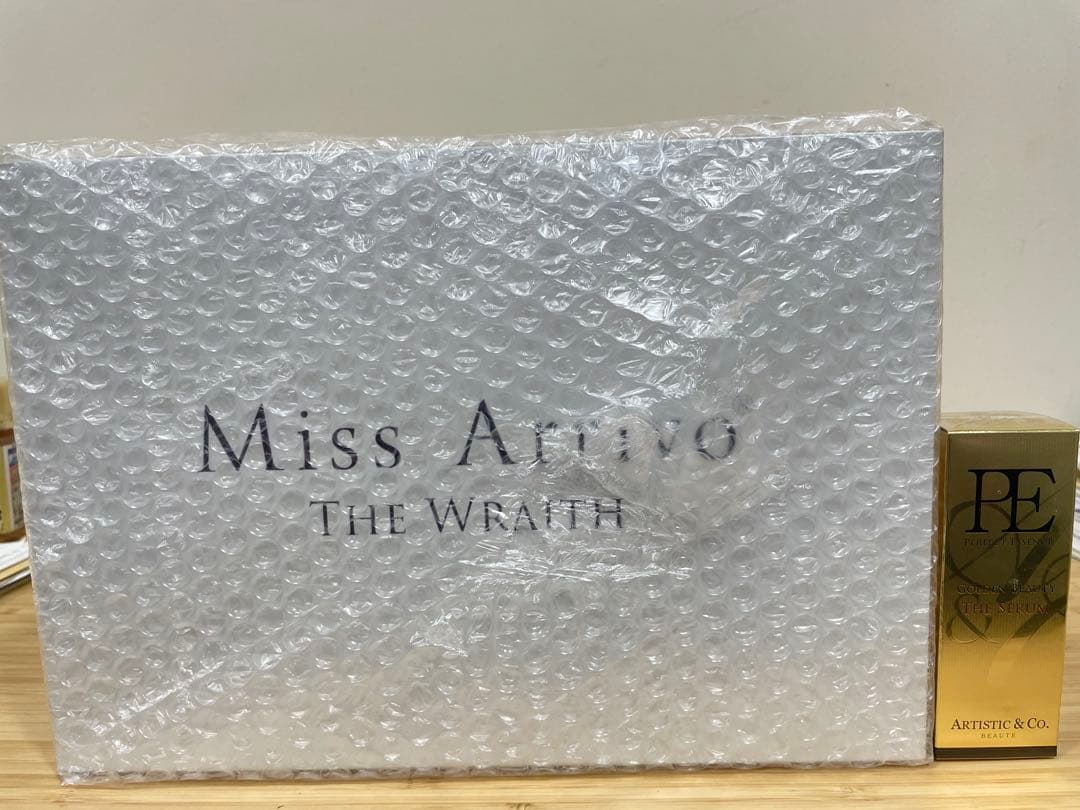 Miss Arrivo
THE WRAITH
PE
PERFECT ESSENCE
GOLDEN BEAUTY
THE SERUM
ARTISTIC & CO.
BEAUTE